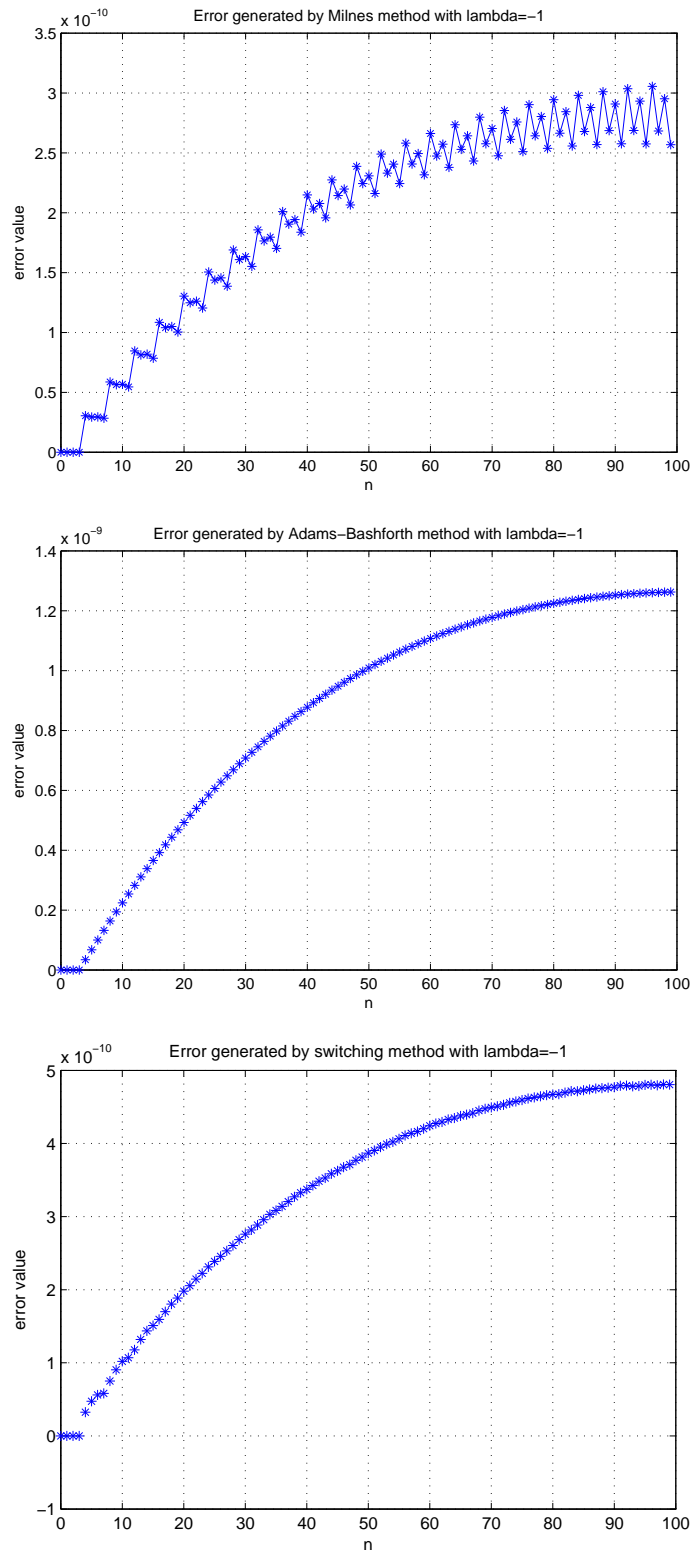 Error generated by Milnes method with lambda=−1
x 10⁻¹⁰
3.5
3
2.5
2
1.5
1
0.5
0
error value
0 10 20 30 40 50 60 70 80 90 100
n
Error generated by Adams−Bashforth method with lambda=−1
x 10⁻⁹
1.4
1.2
1
0.8
0.6
0.4
0.2
0
error value
0 10 20 30 40 50 60 70 80 90 100
n
Error generated by switching method with lambda=−1
x 10⁻¹⁰
5
4
3
2
1
0
−1
error value
0 10 20 30 40 50 60 70 80 90 100
n